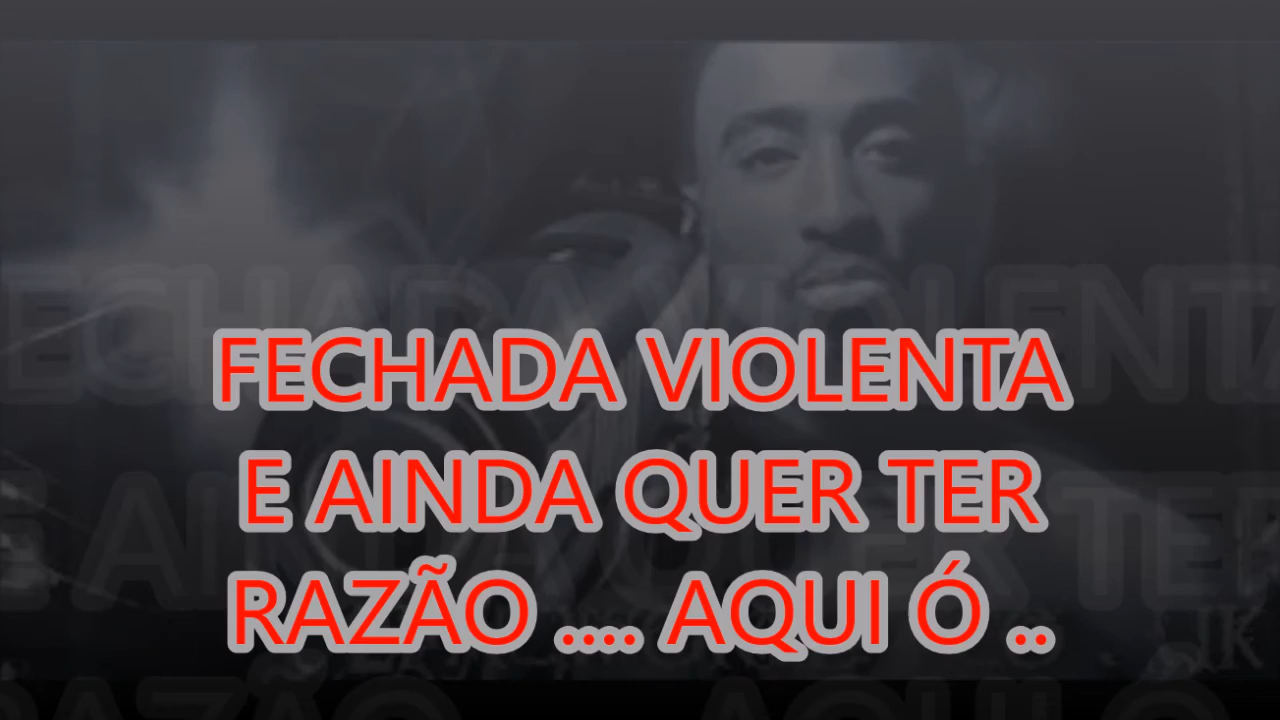 FECHADA VIOLENTA
E AINDA QUER TER
RAZÃO .... AQUI Ó ..